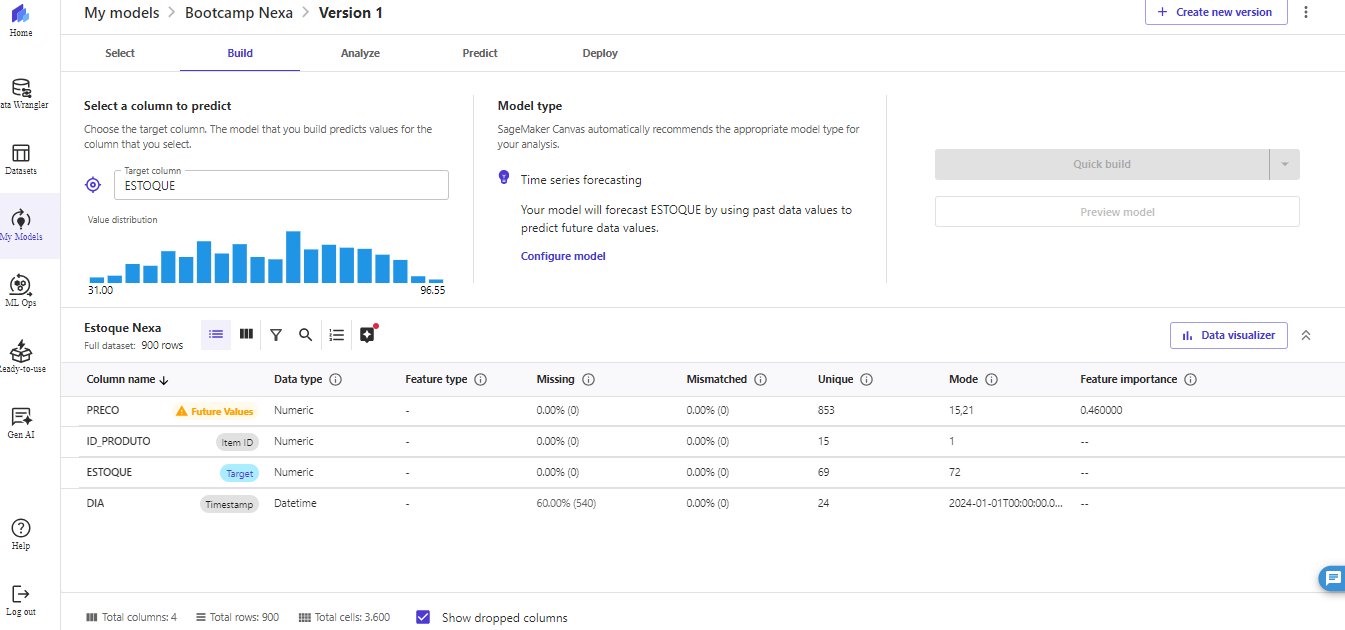 My models > Bootcamp Nexa > Version 1
+ Create new version
Home
Data Wrangler
Datasets
My Models
ML Ops
Ready-to-use
Gen AI
Help
Log out
Select
Build
Analyze
Predict
Deploy
Select a column to predict
Choose the target column. The model that you build predicts values for the
column that you select.
Target column
ESTOQUE
Value distribution
31.00
96.55
Model type
SageMaker Canvas automatically recommends the appropriate model type for
your analysis.
Time series forecasting
Your model will forecast ESTOQUE by using past data values to
predict future data values.
Configure model
Quick build
Preview model
Estoque Nexa
Full dataset: 900 rows
Data visualizer
Column name Data type Feature type Missing Mismatched Unique Mode Feature importance
PRECO Future Values Numeric - 0.00% (0) 0.00% (0) 853 15,21 0.460000
ID_PRODUTO Item ID Numeric - 0.00% (0) 0.00% (0) 15 1 --
ESTOQUE Target Numeric - 0.00% (0) 0.00% (0) 69 72 --
DIA Timestamp Datetime - 60.00% (540) 0.00% (0) 24 2024-01-01T00:00:00.0... --
Total columns: 4 Total rows: 900 Total cells: 3.600 Show dropped columns